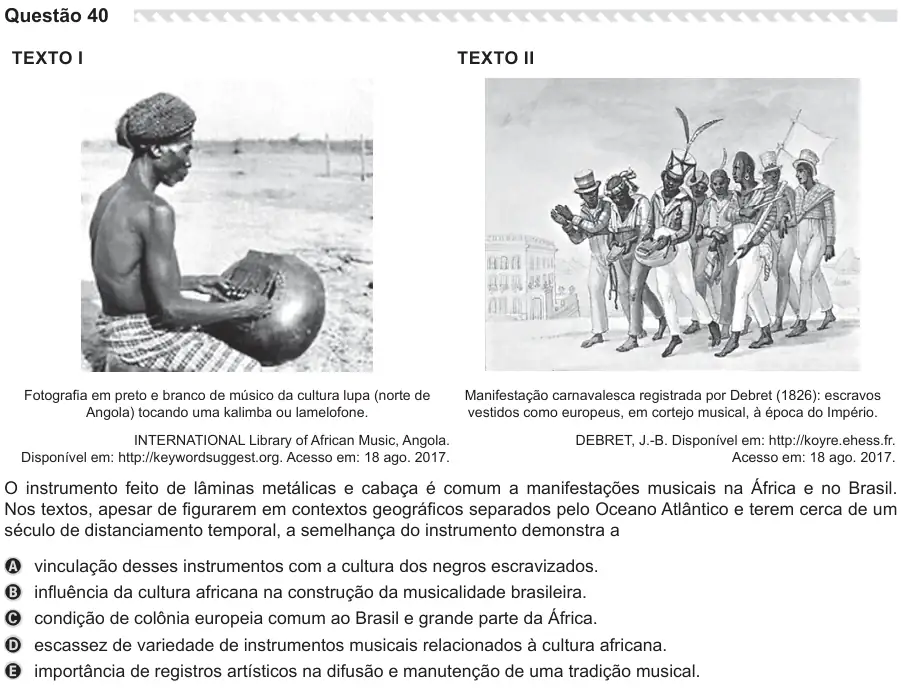 Questão 40
TEXTO I
TEXTO II
Fotografia em preto e branco de músico da cultura lupa (norte de
Angola) tocando uma kalimba ou lamelofone.
INTERNATIONAL Library of African Music, Angola.
Disponível em: http://keywordsuggest.org. Acesso em: 18 ago. 2017.
Manifestação carnavalesca registrada por Debret (1826): escravos
vestidos como europeus, em cortejo musical, à época do Império.
DEBRET, J.-B. Disponível em: http://koyre.ehess.fr.
Acesso em: 18 ago. 2017.
O instrumento feito de lâminas metálicas e cabaça é comum a manifestações musicais na África e no Brasil.
Nos textos, apesar de figurarem em contextos geográficos separados pelo Oceano Atlântico e terem cerca de um
século de distanciamento temporal, a semelhança do instrumento demonstra a
A vinculação desses instrumentos com a cultura dos negros escravizados.
B influência da cultura africana na construção da musicalidade brasileira.
C condição de colônia europeia comum ao Brasil e grande parte da África.
D escassez de variedade de instrumentos musicais relacionados à cultura africana.
E importância de registros artísticos na difusão e manutenção de uma tradição musical.